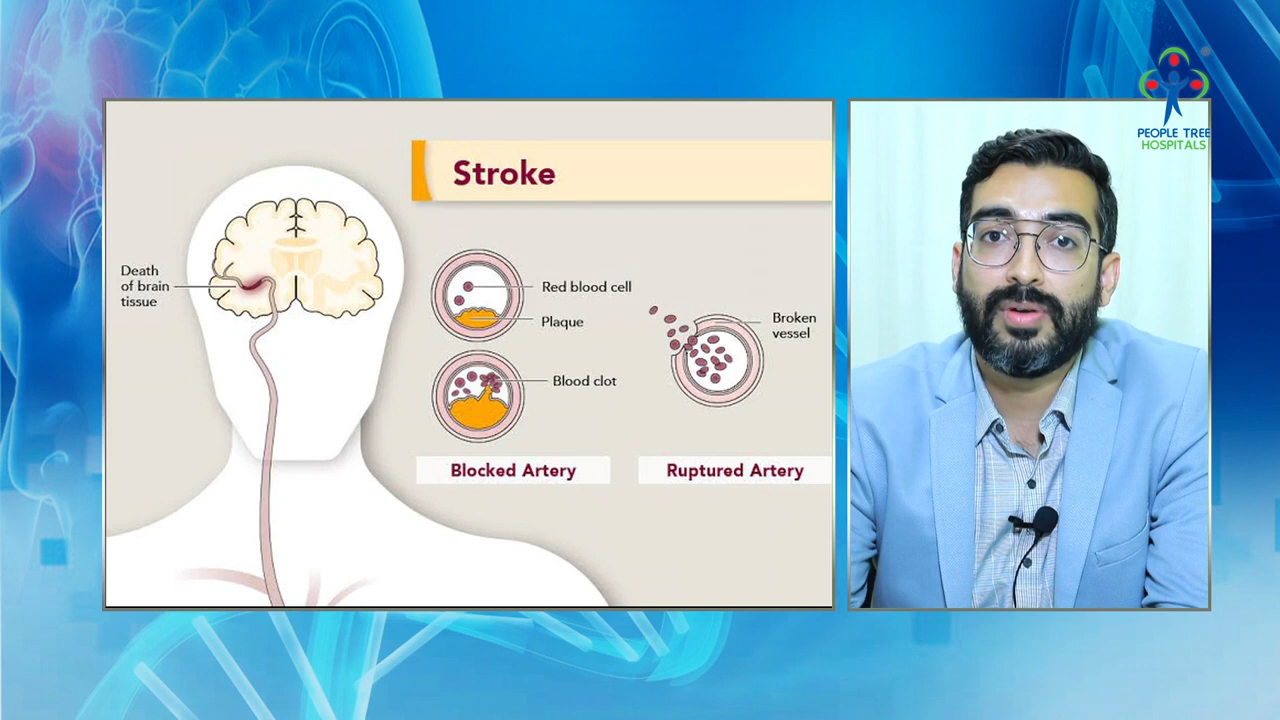 Stroke
Death
of brain
tissue
Red blood cell
Plaque
Blood clot
Broken
vessel
Blocked Artery
Ruptured Artery
PEOPLE TREE
HOSPITALS